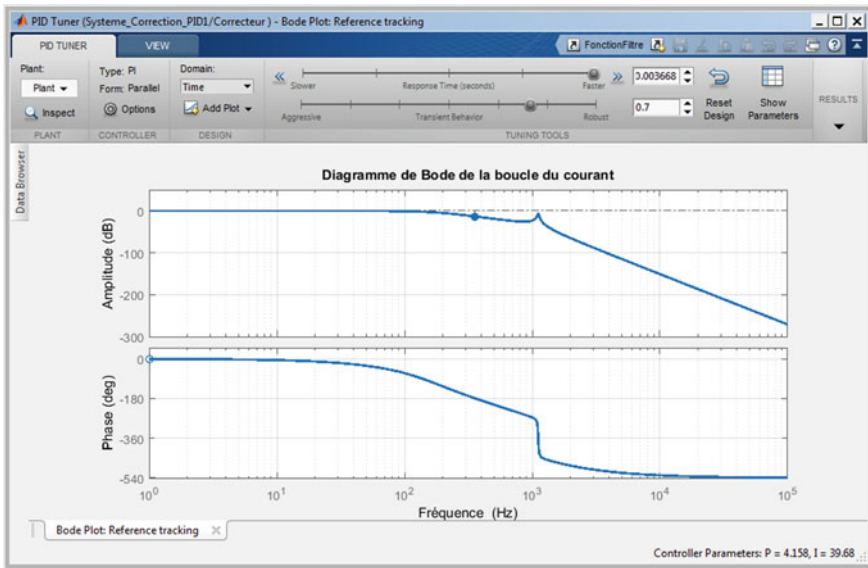 PID Tuner (Systeme_Correction_PID1/Correcteur ) - Bode Plot: Reference tracking
PID TUNER
VIEW
FonctionFiltre
Plant:
Plant
Inspect
PLANT
Type: PI
Form: Parallel
Options
CONTROLLER
Domain:
Time
Add Plot
DESIGN
Slower
Response Time (seconds)
Faster
0.003668
Aggressive
Transient Behavior
Robust
0.7
Reset Design
Show Parameters
TUNING TOOLS
RESULTS
Data Browser
Diagramme de Bode de la boucle du courant
Amplitude (dB)
0
-100
-200
-300
Phase (deg)
0
-180
-360
-540
10^0
10^1
10^2
10^3
10^4
10^5
Fréquence (Hz)
Bode Plot: Reference tracking
Controller Parameters: P = 4.158, I = 39.68